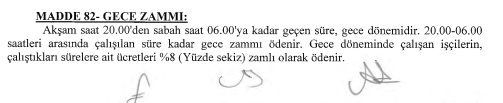 MADDE 82- GECE ZAMMI:
Akşam saat 20.00'den sabah saat 06.00'ya kadar geçen süre, gece dönemidir. 20.00-06.00
saatleri arasında çalışılan süre kadar gece zammı ödenir. Gece döneminde çalışan işçilerin,
çalıştıkları sürelere ait ücretleri %8 (Yüzde sekiz) zamlı olarak ödenir.